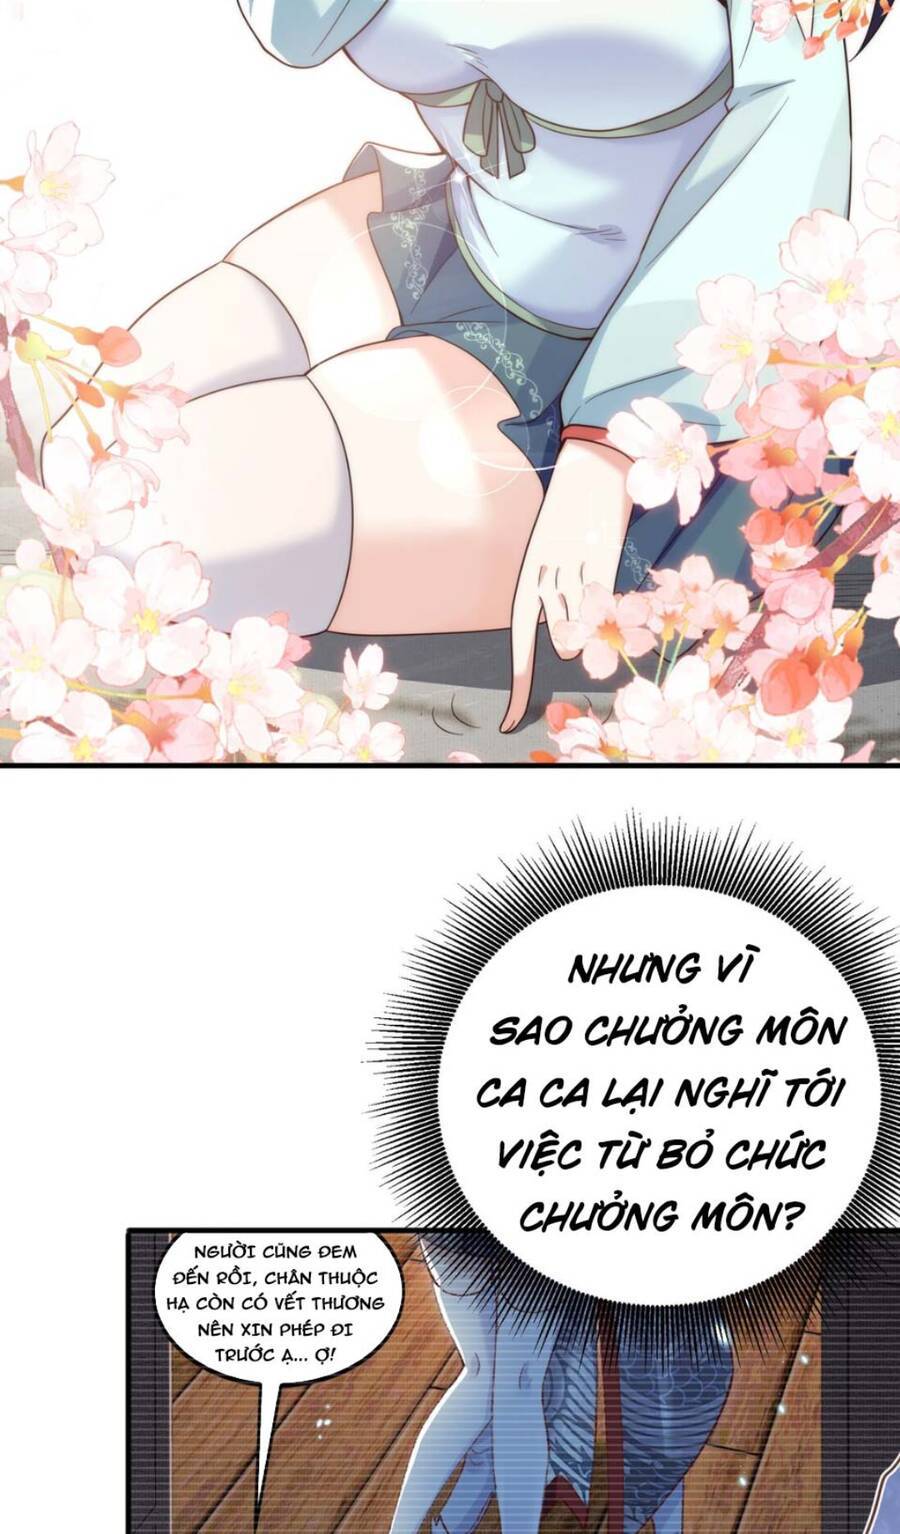 NHƯNG VÌ
SAO CHƯỞNG MÔN
CA CA LẠI NGHĨ TỚI
VIỆC TỪ BỎ CHỨC
CHƯỞNG MÔN?
NGƯỜI CŨNG ĐEM
ĐẾN RỒI, CHÂN THUỘC
HẠ CÒN CÓ VẾT THƯƠNG
NÊN XIN PHÉP ĐI
TRƯỚC Ạ... Ợ!